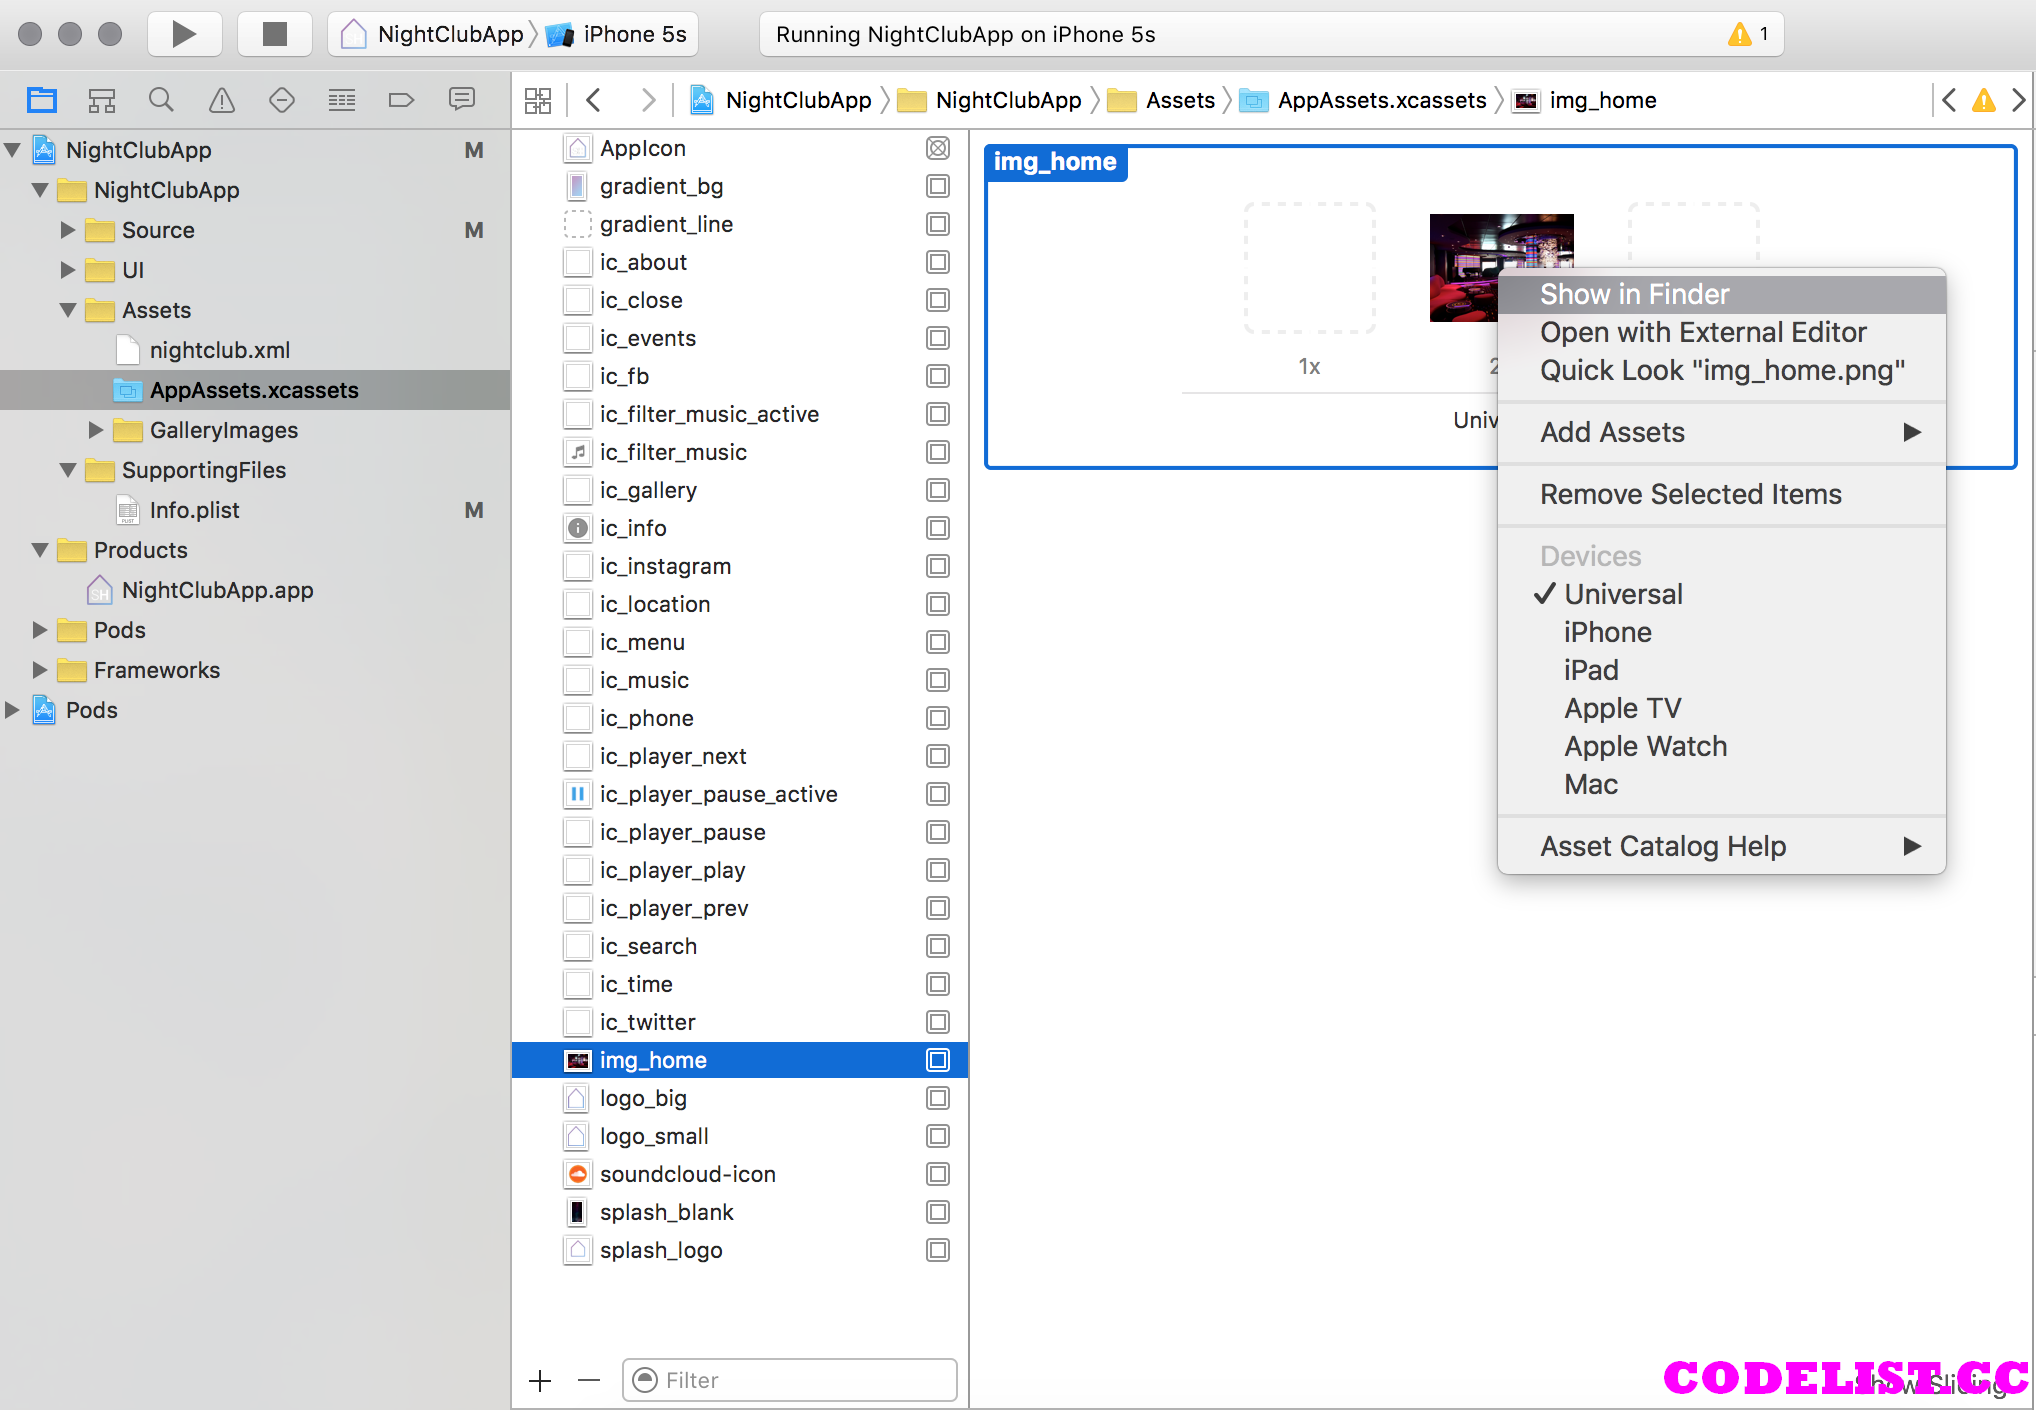 NightClubApp
iPhone 5s
Running NightClubApp on iPhone 5s
1
NightClubApp
NightClubApp
Assets
AppAssets.xcassets
img_home
NightClubApp M
NightClubApp
Source M
UI
Assets
nightclub.xml
AppAssets.xcassets
GalleryImages
SupportingFiles
Info.plist M
Products
NightClubApp.app
Pods
Frameworks
Pods
AppIcon
gradient_bg
gradient_line
ic_about
ic_close
ic_events
ic_fb
ic_filter_music_active
ic_filter_music
ic_gallery
ic_info
ic_instagram
ic_location
ic_menu
ic_music
ic_phone
ic_player_next
ic_player_pause_active
ic_player_pause
ic_player_play
ic_player_prev
ic_search
ic_time
ic_twitter
img_home
logo_big
logo_small
soundcloud-icon
splash_blank
splash_logo
Filter
img_home
1x
2
Univ
Show in Finder
Open with External Editor
Quick Look "img_home.png"
Add Assets
Remove Selected Items
Devices
Universal
iPhone
iPad
Apple TV
Apple Watch
Mac
Asset Catalog Help
Show Slicing
CODELIST.CC